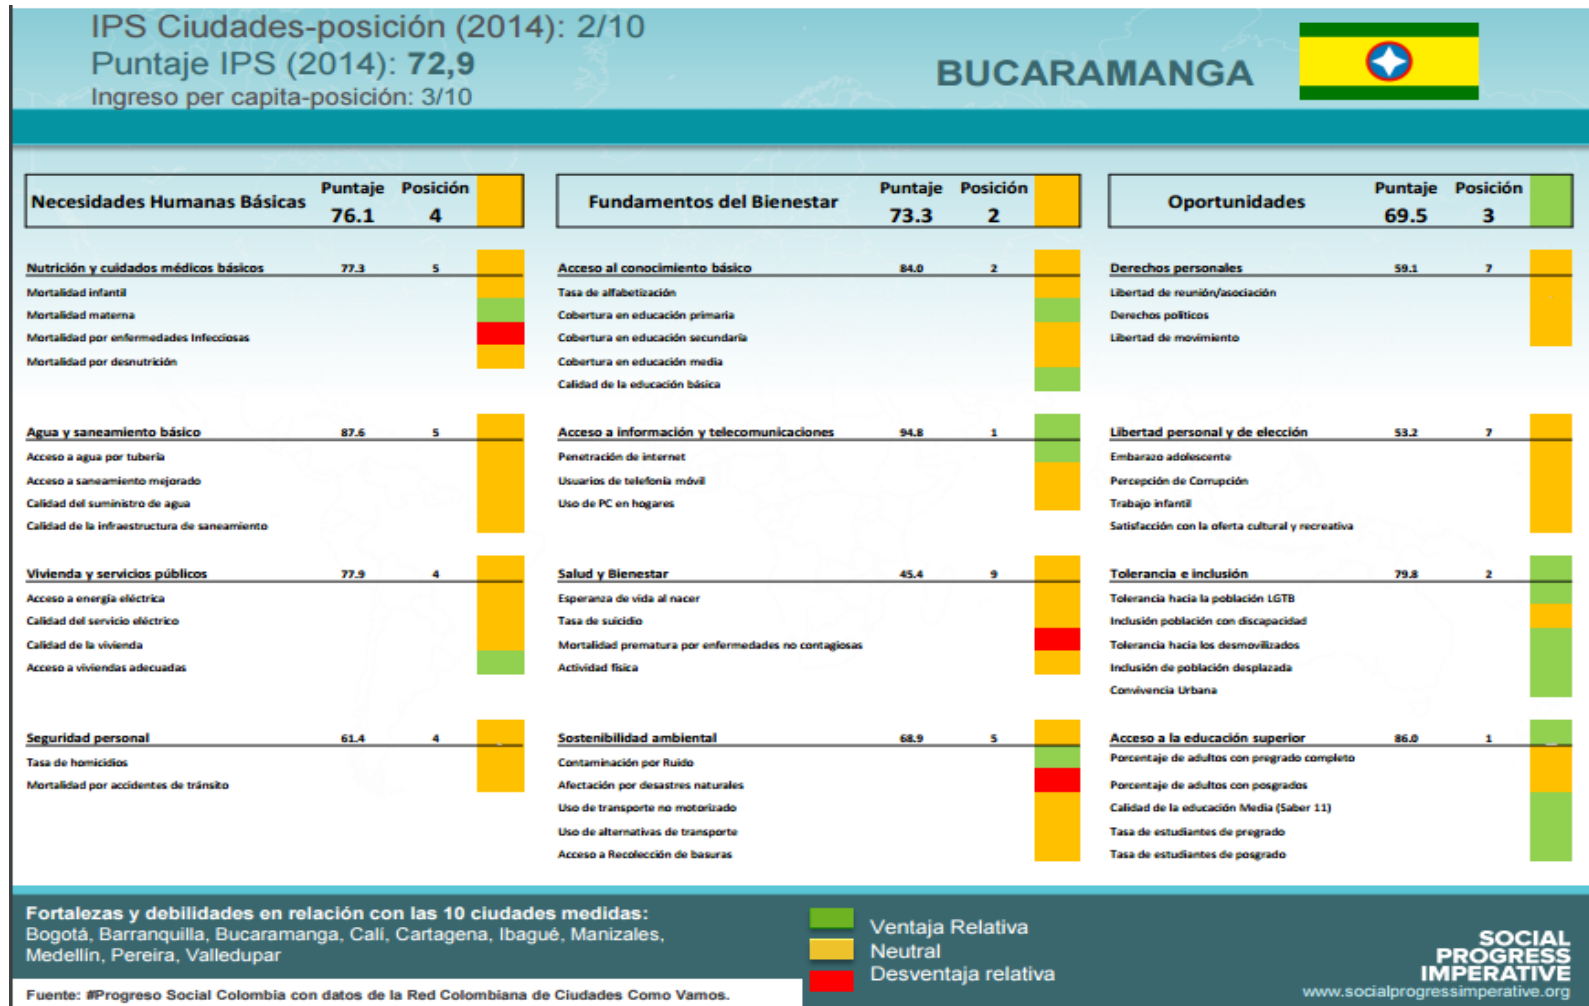 IPS Ciudades-posición (2014): 2/10
Puntaje IPS (2014): 72,9
Ingreso per capita-posición: 3/10
BUCARAMANGA
Necesidades Humanas Básicas Puntaje Posición
76.1 4
Nutrición y cuidados médicos básicos 77.3 5
Mortalidad infantil
Mortalidad materna
Mortalidad por enfermedades Infecciosas
Mortalidad por desnutrición
Agua y saneamiento básico 87.6 5
Acceso a agua por tubería
Acceso a saneamiento mejorado
Calidad del suministro de agua
Calidad de la infraestructura de saneamiento
Vivienda y servicios públicos 77.9 4
Acceso a energía eléctrica
Calidad del servicio eléctrico
Calidad de la vivienda
Acceso a viviendas adecuadas
Seguridad personal 61.4 4
Tasa de homicidios
Mortalidad por accidentes de tránsito
Fundamentos del Bienestar Puntaje Posición
73.3 2
Acceso al conocimiento básico 84.0 2
Tasa de alfabetización
Cobertura en educación primaria
Cobertura en educación secundaría
Cobertura en educación media
Calidad de la educación básica
Acceso a información y telecomunicaciones 94.8 1
Penetración de internet
Usuarios de telefonía móvil
Uso de PC en hogares
Salud y Bienestar 45.4 9
Esperanza de vida al nacer
Tasa de suicidio
Mortalidad prematura por enfermedades no contagiosas
Actividad física
Sostenibilidad ambiental 68.9 5
Contaminación por Ruido
Afectación por desastres naturales
Uso de transporte no motorizado
Uso de alternativas de transporte
Acceso a Recolección de basuras
Oportunidades Puntaje Posición
69.5 3
Derechos personales 59.1 7
Libertad de reunión/asociación
Derechos políticos
Libertad de movimiento
Libertad personal y de elección 53.2 7
Embarazo adolescente
Percepción de Corrupción
Trabajo infantil
Satisfacción con la oferta cultural y recreativa
Tolerancia e inclusión 79.8 2
Tolerancia hacia la población LGTB
Inclusión población con discapacidad
Tolerancia hacia los desmovilizados
Inclusión de población desplazada
Convivencia Urbana
Acceso a la educación superior 86.0 1
Porcentaje de adultos con pregrado completo
Porcentaje de adultos con posgrados
Calidad de la educación Media (Saber 11)
Tasa de estudiantes de pregrado
Tasa de estudiantes de posgrado
Fortalezas y debilidades en relación con las 10 ciudades medidas:
Bogotá, Barranquilla, Bucaramanga, Calí, Cartagena, Ibagué, Manizales,
Medellín, Pereira, Valledupar
Fuente: #Progreso Social Colombia con datos de la Red Colombiana de Ciudades Como Vamos.
Ventaja Relativa
Neutral
Desventaja relativa
SOCIAL
PROGRESS
IMPERATIVE
www.socialprogressimperative.org